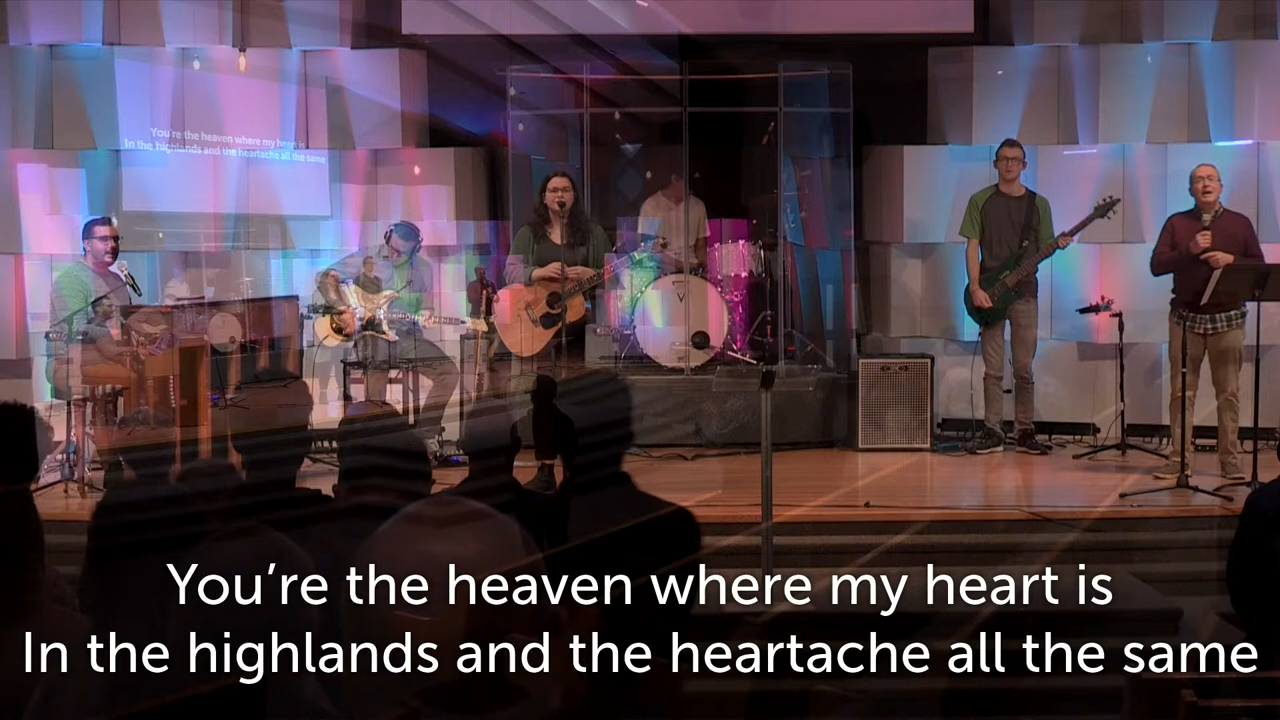 You're the heaven where my heart is
In the highlands and the heartache all the same
You’re the heaven where my heart is
In the highlands and the heartache all the same